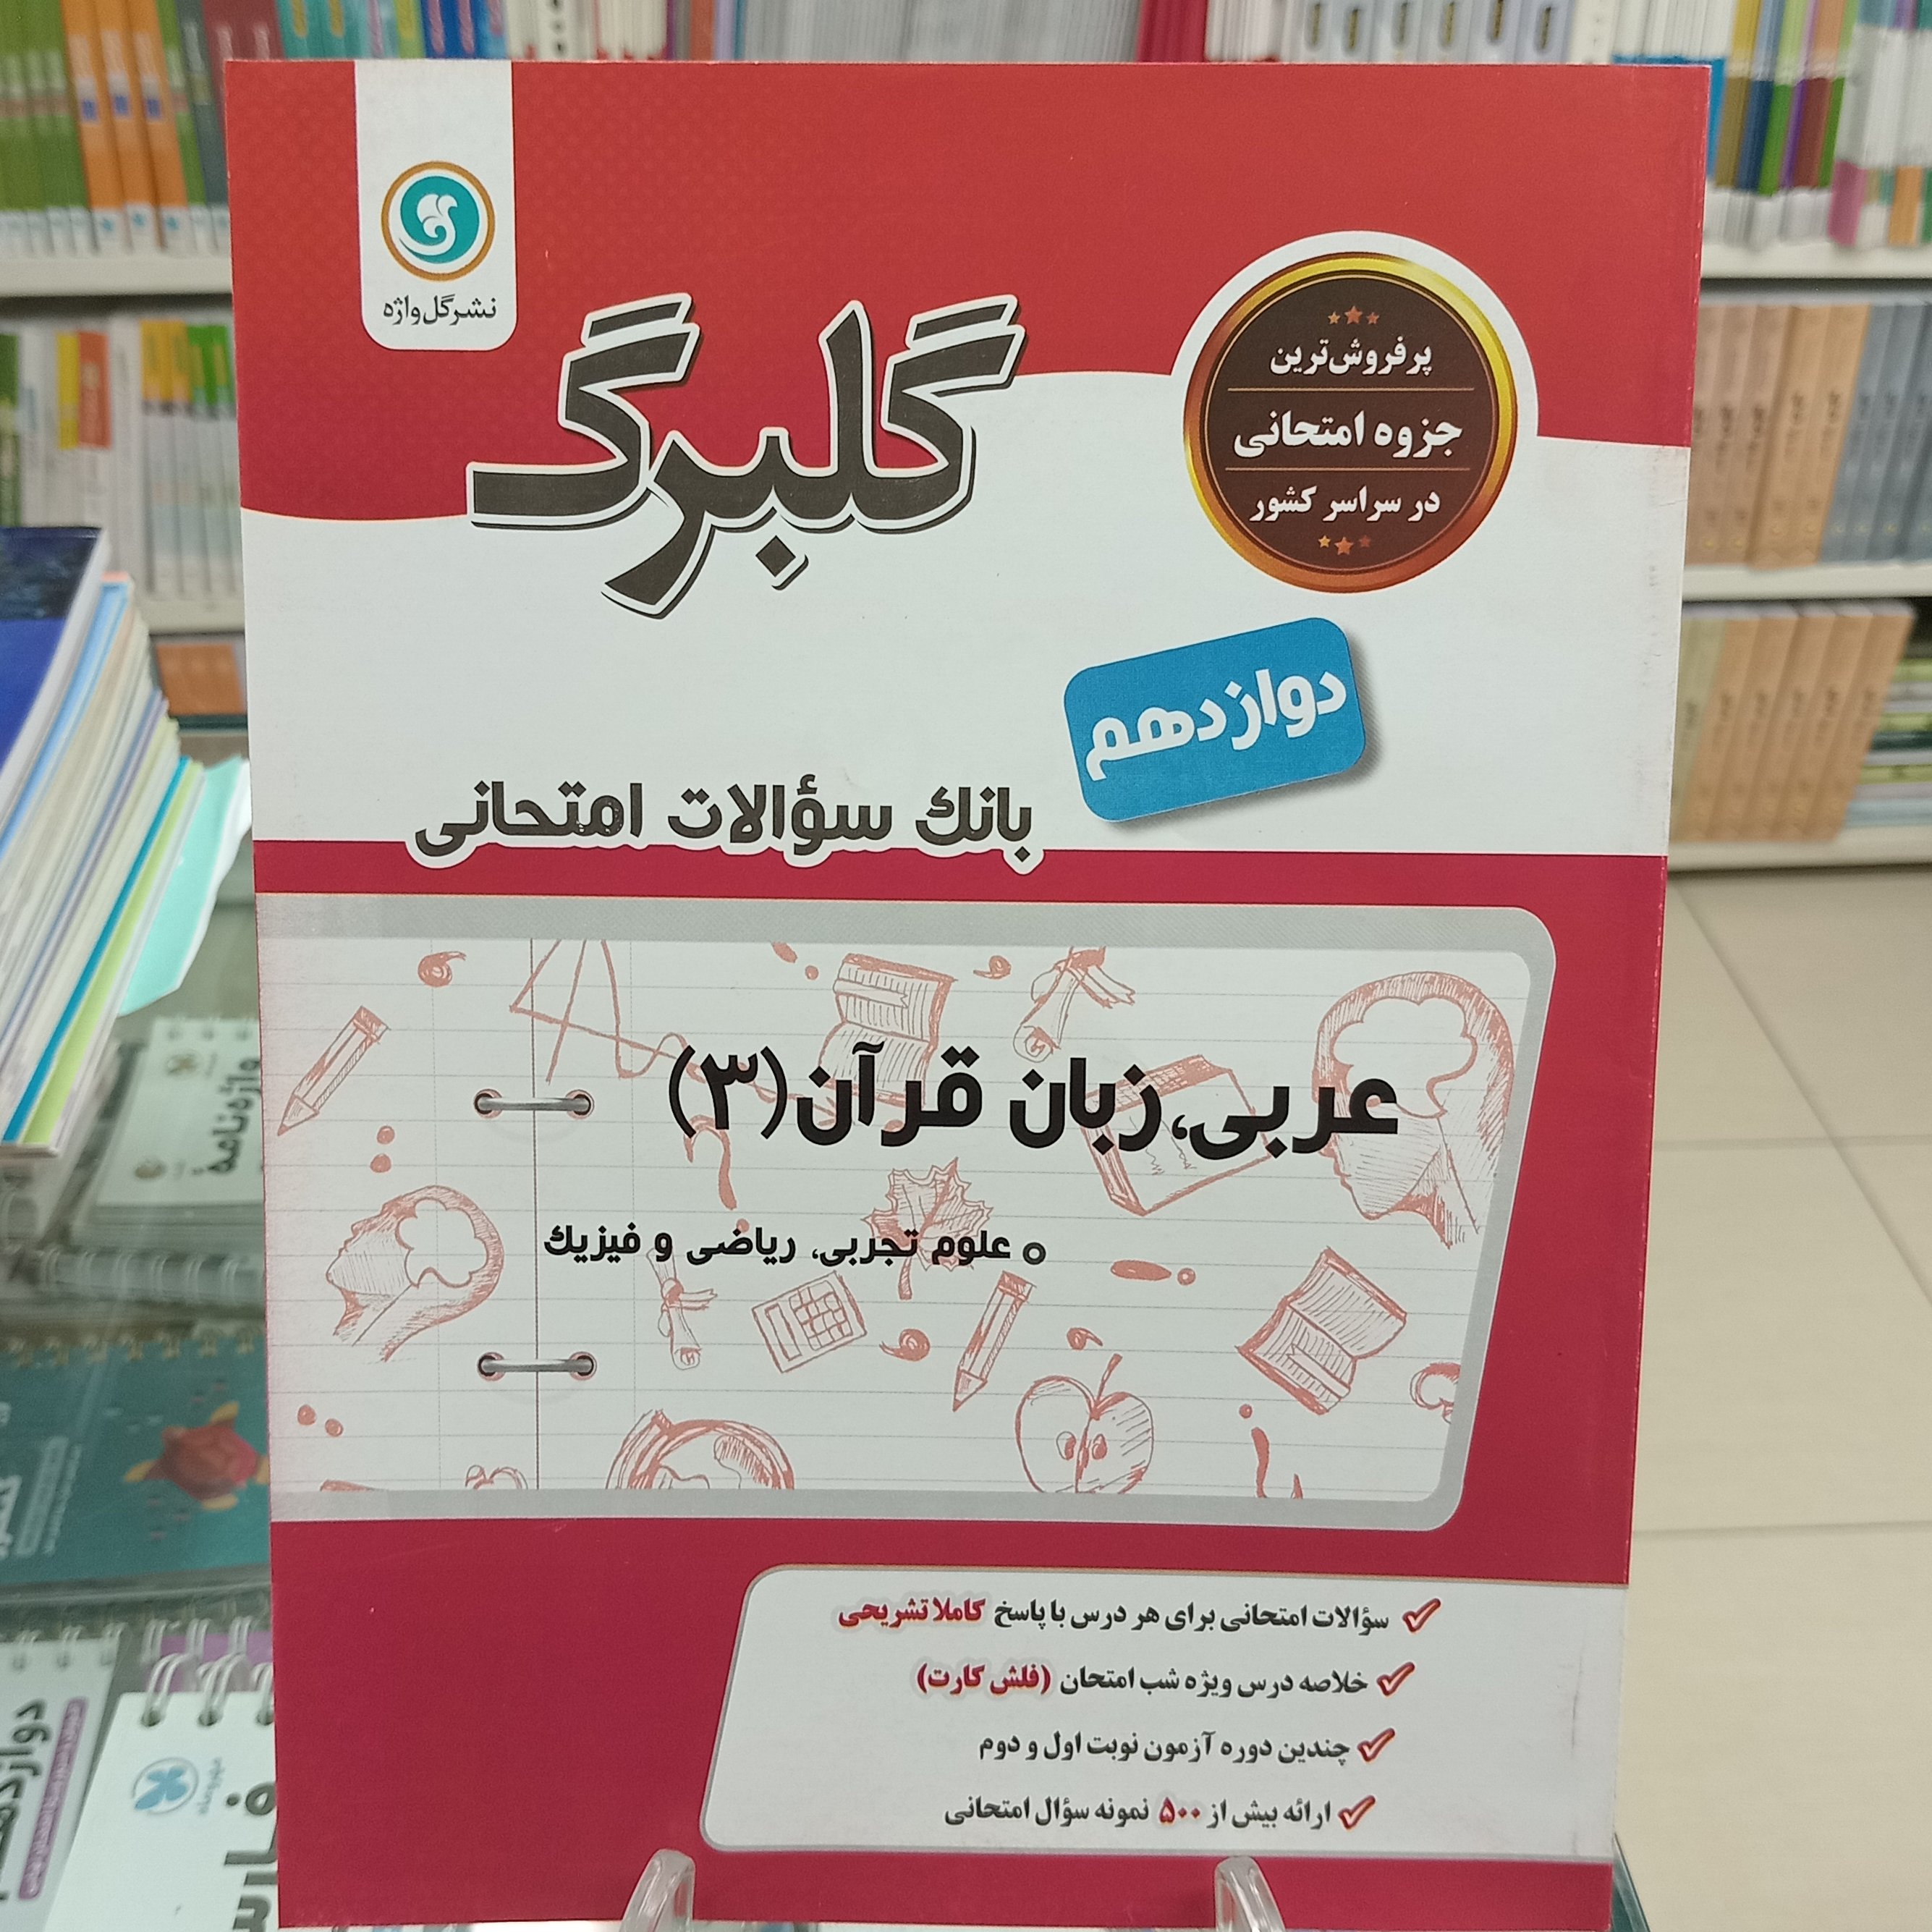 نشر گل واژه
گلبرگ
پرفروش‌ترین
جزوه امتحانی
در سراسر کشور
دوازدهم
بانک سؤالات امتحانی
عربی، زبان قرآن (۳)
علوم تجربی، ریاضی و فیزیک
سؤالات امتحانی برای هر درس با پاسخ کاملا تشریحی
خلاصه درس ویژه شب امتحان (فلش کارت)
چندین دوره آزمون نوبت اول و دوم
ارائه بیش از ۵۰۰ نمونه سؤال امتحانی
واژه‌نامه